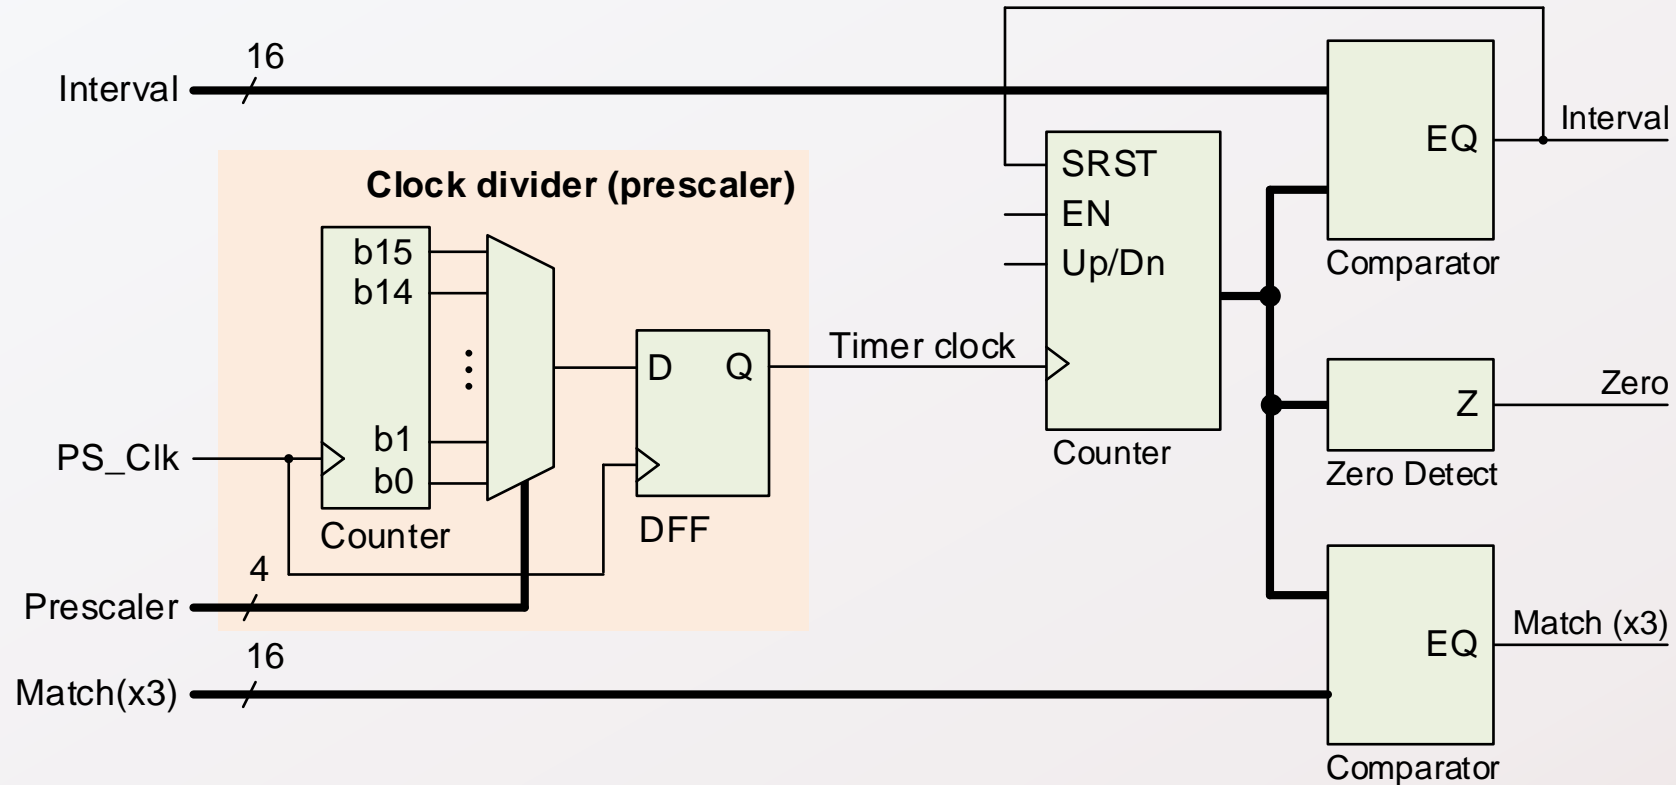 16
Interval
Clock divider (prescaler)
b15
b14
b1
b0
Counter
PS_Clk
D
Q
DFF
4
Prescaler
16
Match(x3)
Timer clock
SRST
EN
Up/Dn
Counter
EQ
Interval
Comparator
Z
Zero
Zero Detect
EQ
Match (x3)
Comparator